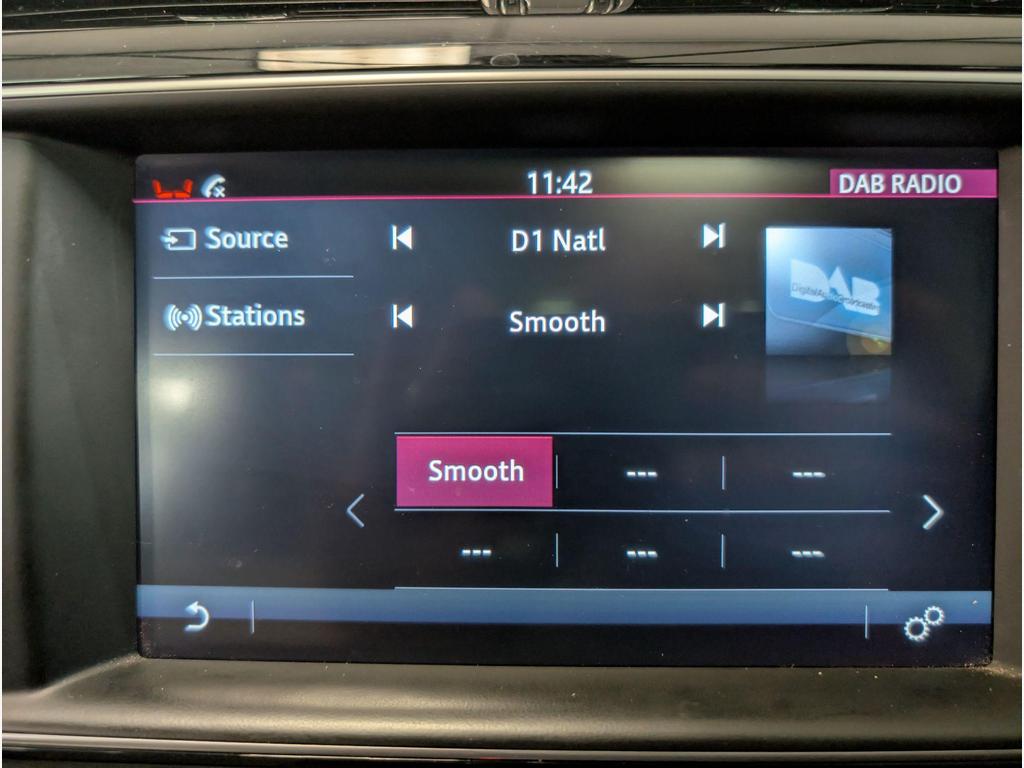 11:42
DAB RADIO
Source
D1 Natl
DAB
Stations
Smooth
Smooth
---
---
---
---
---